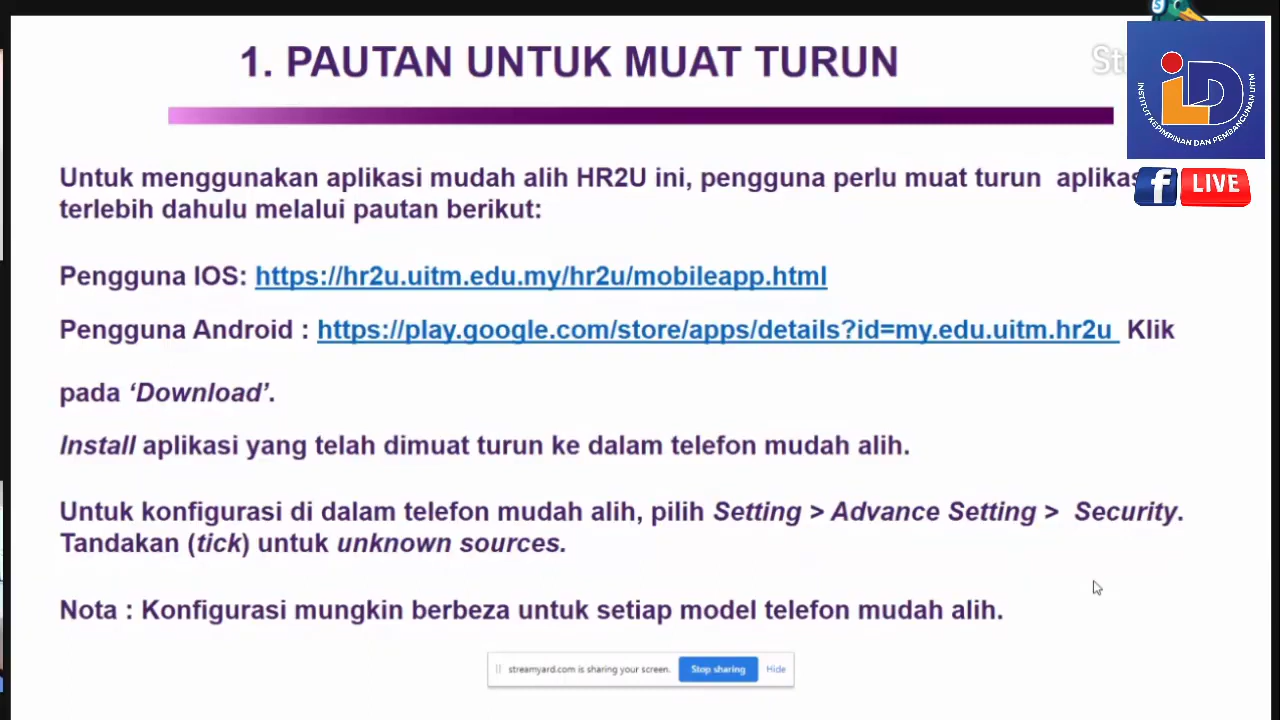 1. PAUTAN UNTUK MUAT TURUN
INSTITUT KEPIMPINAN DAN PEMBANGUNAN UITM
Untuk menggunakan aplikasi mudah alih HR2U ini, pengguna perlu muat turun
f LIVE
terlebih dahulu melalui pautan berikut:
Pengguna IOS: https://hr2u.uitm.edu.my/hr2u/mobileapp.html
Pengguna Android : https://play.google.com/store/apps/details?id=my.edu.uitm.hr2u Klik
pada ‘Download’.
Install aplikasi yang telah dimuat turun ke dalam telefon mudah alih.
Untuk konfigurasi di dalam telefon mudah alih, pilih Setting > Advance Setting > Security.
Tandakan (tick) untuk unknown sources.
Nota : Konfigurasi mungkin berbeza untuk setiap model telefon mudah alih.
streamyard.com is sharing your screen. Stop sharing Hide